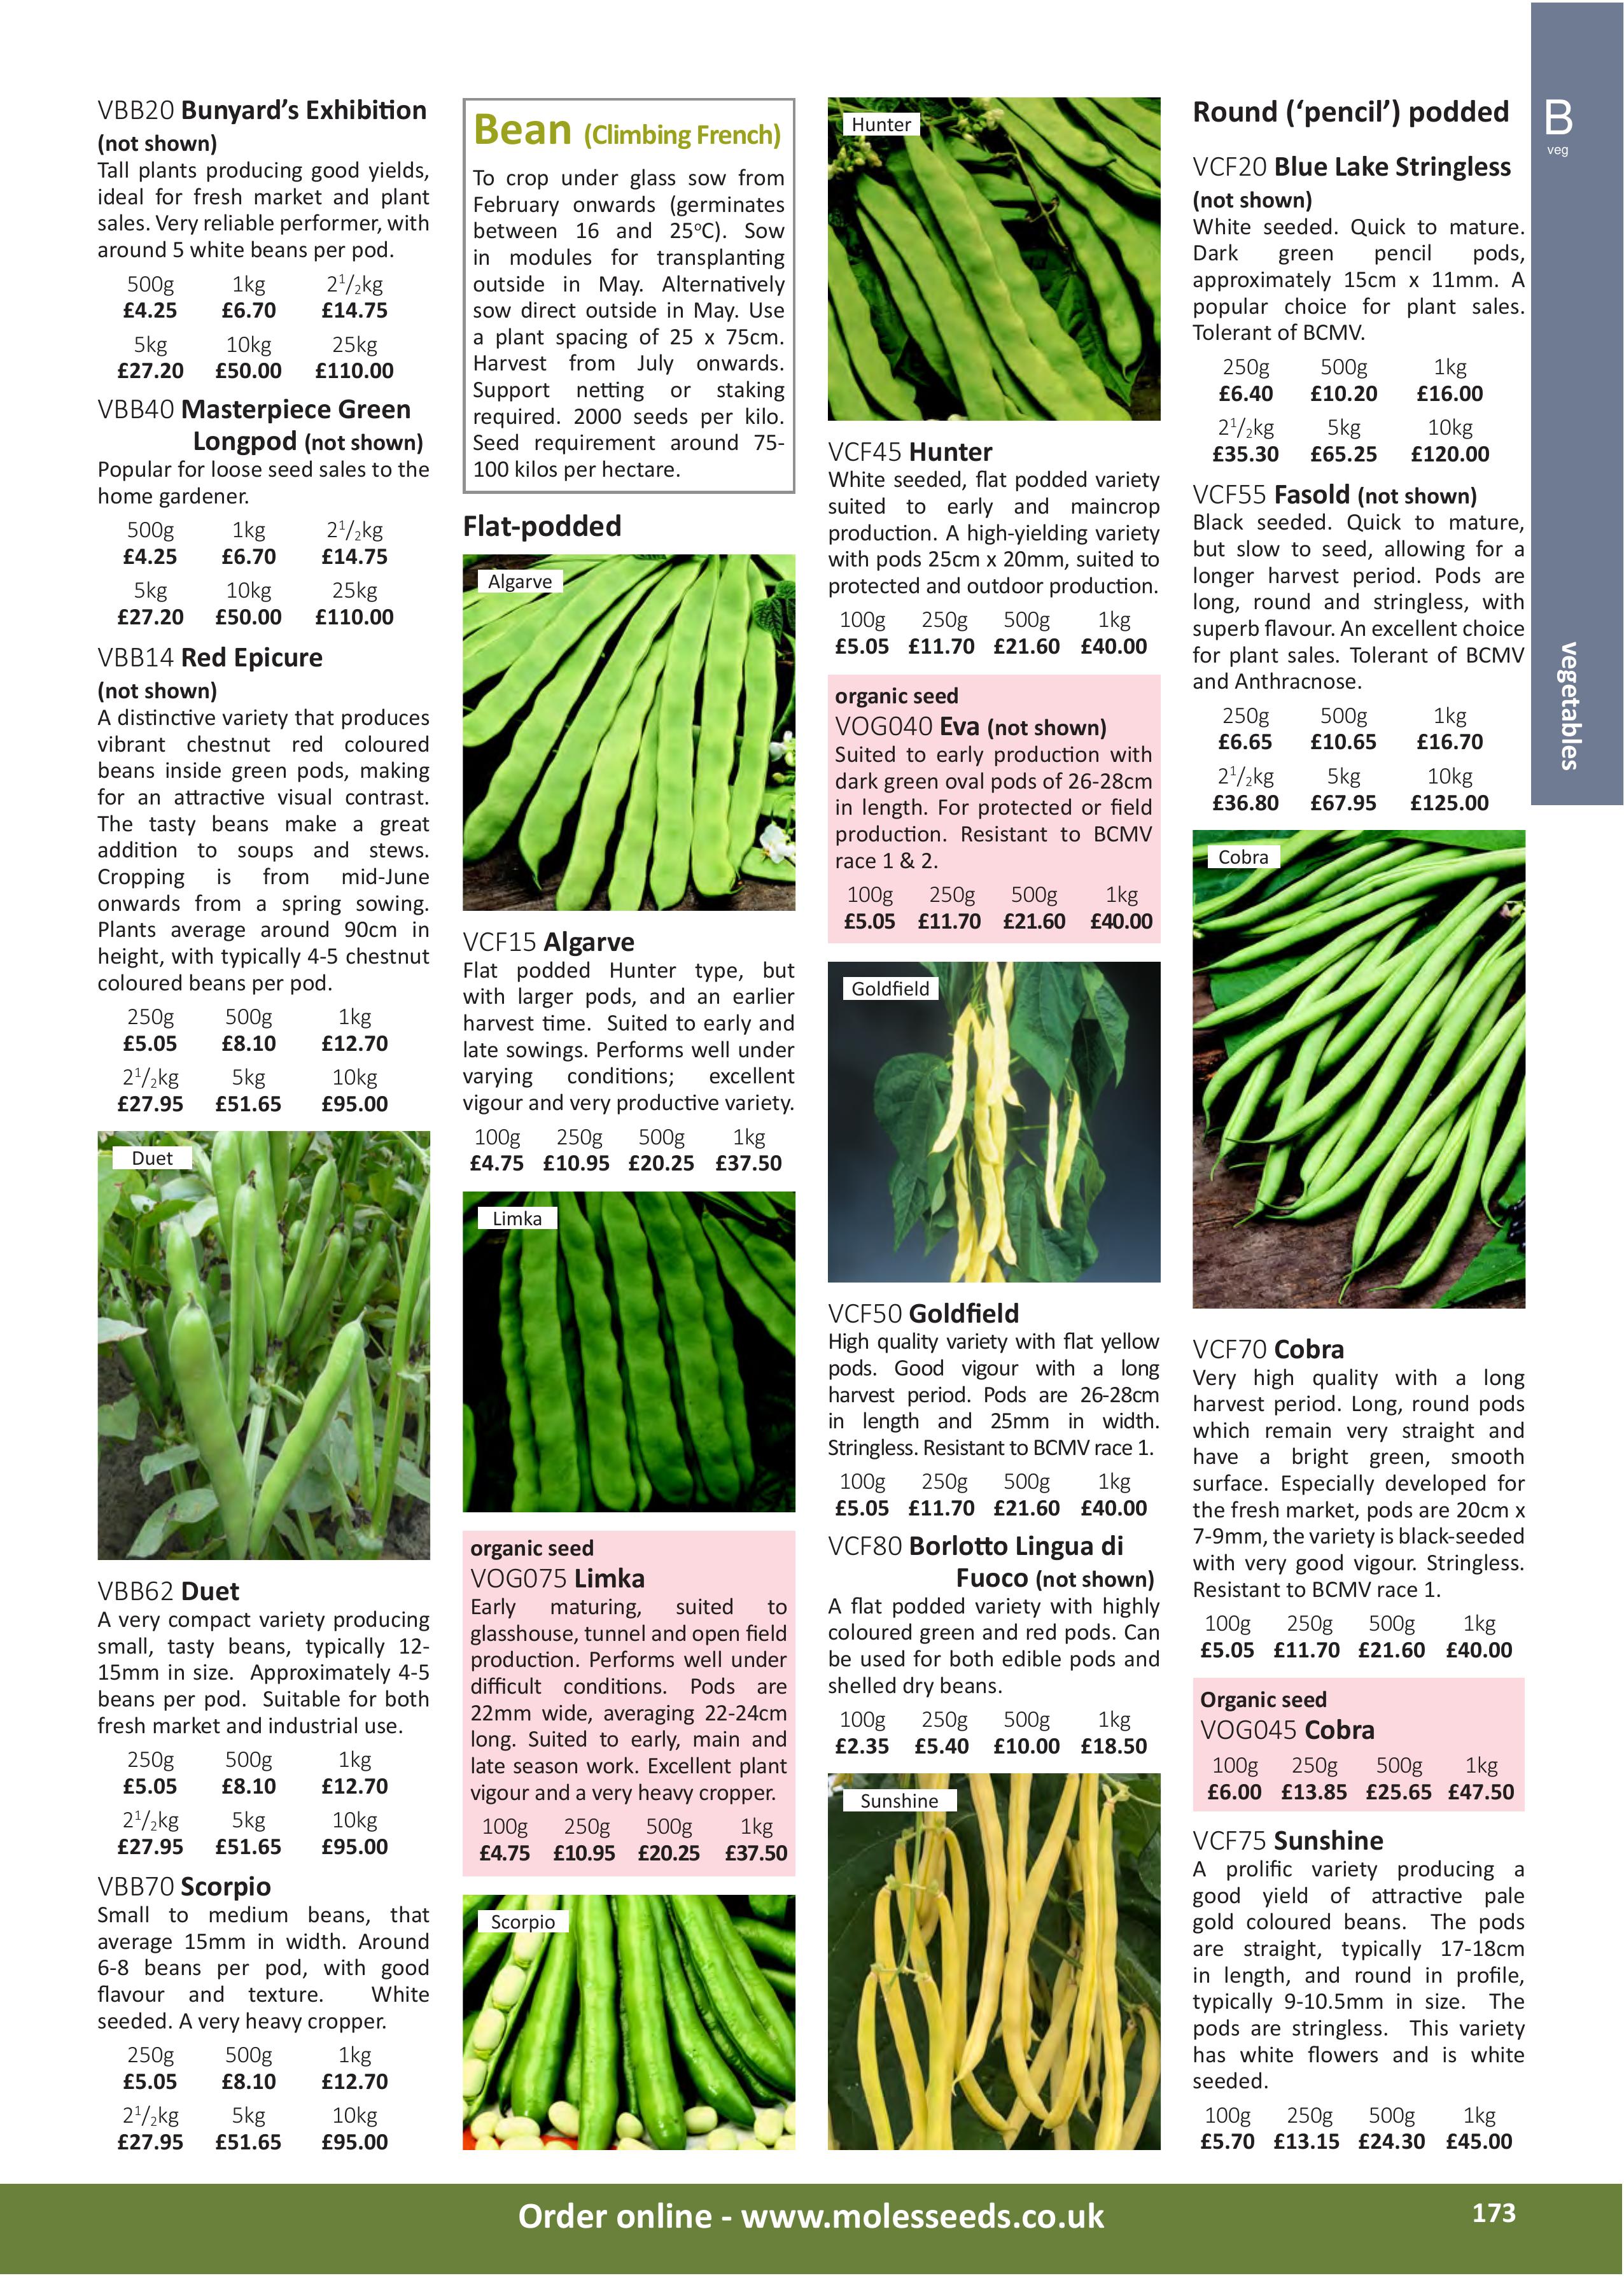 VBB20 Bunyard’s Exhibition
(not shown)
Tall plants producing good yields,
ideal for fresh market and plant
sales. Very reliable performer, with
around 5 white beans per pod.
500g 1kg 2¹/₂kg
£4.25 £6.70 £14.75
5kg 10kg 25kg
£27.20 £50.00 £110.00
VBB40 Masterpiece Green
Longpod (not shown)
Popular for loose seed sales to the
home gardener.
500g 1kg 2¹/₂kg
£4.25 £6.70 £14.75
5kg 10kg 25kg
£27.20 £50.00 £110.00
VBB14 Red Epicure
(not shown)
A distinctive variety that produces
vibrant chestnut red coloured
beans inside green pods, making
for an attractive visual contrast.
The tasty beans make a great
addition to soups and stews.
Cropping is from mid-June
onwards from a spring sowing.
Plants average around 90cm in
height, with typically 4-5 chestnut
coloured beans per pod.
250g 500g 1kg
£5.05 £8.10 £12.70
2¹/₂kg 5kg 10kg
£27.95 £51.65 £95.00
Duet
VBB62 Duet
A very compact variety producing
small, tasty beans, typically 12-
15mm in size. Approximately 4-5
beans per pod. Suitable for both
fresh market and industrial use.
250g 500g 1kg
£5.05 £8.10 £12.70
2¹/₂kg 5kg 10kg
£27.95 £51.65 £95.00
VBB70 Scorpio
Small to medium beans, that
average 15mm in width. Around
6-8 beans per pod, with good
flavour and texture. White
seeded. A very heavy cropper.
250g 500g 1kg
£5.05 £8.10 £12.70
2¹/₂kg 5kg 10kg
£27.95 £51.65 £95.00
Bean (Climbing French)
To crop under glass sow from
February onwards (germinates
between 16 and 25°C). Sow
in modules for transplanting
outside in May. Alternatively
sow direct outside in May. Use
a plant spacing of 25 x 75cm.
Harvest from July onwards.
Support netting or staking
required. 2000 seeds per kilo.
Seed requirement around 75-
100 kilos per hectare.
Flat-podded
Algarve
VCF15 Algarve
Flat podded Hunter type, but
with larger pods, and an earlier
harvest time. Suited to early and
late sowings. Performs well under
varying conditions; excellent
vigour and very productive variety.
100g 250g 500g 1kg
£4.75 £10.95 £20.25 £37.50
Limka
organic seed
VOG075 Limka
Early maturing, suited to
glasshouse, tunnel and open field
production. Performs well under
difficult conditions. Pods are
22mm wide, averaging 22-24cm
long. Suited to early, main and
late season work. Excellent plant
vigour and a very heavy cropper.
100g 250g 500g 1kg
£4.75 £10.95 £20.25 £37.50
Scorpio
Hunter
VCF45 Hunter
White seeded, flat podded variety
suited to early and maincrop
production. A high-yielding variety
with pods 25cm x 20mm, suited to
protected and outdoor production.
100g 250g 500g 1kg
£5.05 £11.70 £21.60 £40.00
organic seed
VOG040 Eva (not shown)
Suited to early production with
dark green oval pods of 26-28cm
in length. For protected or field
production. Resistant to BCMV
race 1 & 2.
100g 250g 500g 1kg
£5.05 £11.70 £21.60 £40.00
Goldfield
VCF50 Goldfield
High quality variety with flat yellow
pods. Good vigour with a long
harvest period. Pods are 26-28cm
in length and 25mm in width.
Stringless. Resistant to BCMV race 1.
100g 250g 500g 1kg
£5.05 £11.70 £21.60 £40.00
VCF80 Borlotto Lingua di
Fuoco (not shown)
A flat podded variety with highly
coloured green and red pods. Can
be used for both edible pods and
shelled dry beans.
100g 250g 500g 1kg
£2.35 £5.40 £10.00 £18.50
Sunshine
Round (‘pencil’) podded
VCF20 Blue Lake Stringless
(not shown)
White seeded. Quick to mature.
Dark green pencil pods,
approximately 15cm x 11mm. A
popular choice for plant sales.
Tolerant of BCMV.
250g 500g 1kg
£6.40 £10.20 £16.00
2¹/₂kg 5kg 10kg
£35.30 £65.25 £120.00
VCF55 Fasold (not shown)
Black seeded. Quick to mature,
but slow to seed, allowing for a
longer harvest period. Pods are
long, round and stringless, with
superb flavour. An excellent choice
for plant sales. Tolerant of BCMV
and Anthracnose.
250g 500g 1kg
£6.65 £10.65 £16.70
2¹/₂kg 5kg 10kg
£36.80 £67.95 £125.00
Cobra
VCF70 Cobra
Very high quality with a long
harvest period. Long, round pods
which remain very straight and
have a bright green, smooth
surface. Especially developed for
the fresh market, pods are 20cm x
7-9mm, the variety is black-seeded
with very good vigour. Stringless.
Resistant to BCMV race 1.
100g 250g 500g 1kg
£5.05 £11.70 £21.60 £40.00
Organic seed
VOG045 Cobra
100g 250g 500g 1kg
£6.00 £13.85 £25.65 £47.50
VCF75 Sunshine
A prolific variety producing a
good yield of attractive pale
gold coloured beans. The pods
are straight, typically 17-18cm
in length, and round in profile,
typically 9-10.5mm in size. The
pods are stringless. This variety
has white flowers and is white
seeded.
100g 250g 500g 1kg
£5.70 £13.15 £24.30 £45.00
B
veg
vegetables
Order online - www.molesseeds.co.uk
173